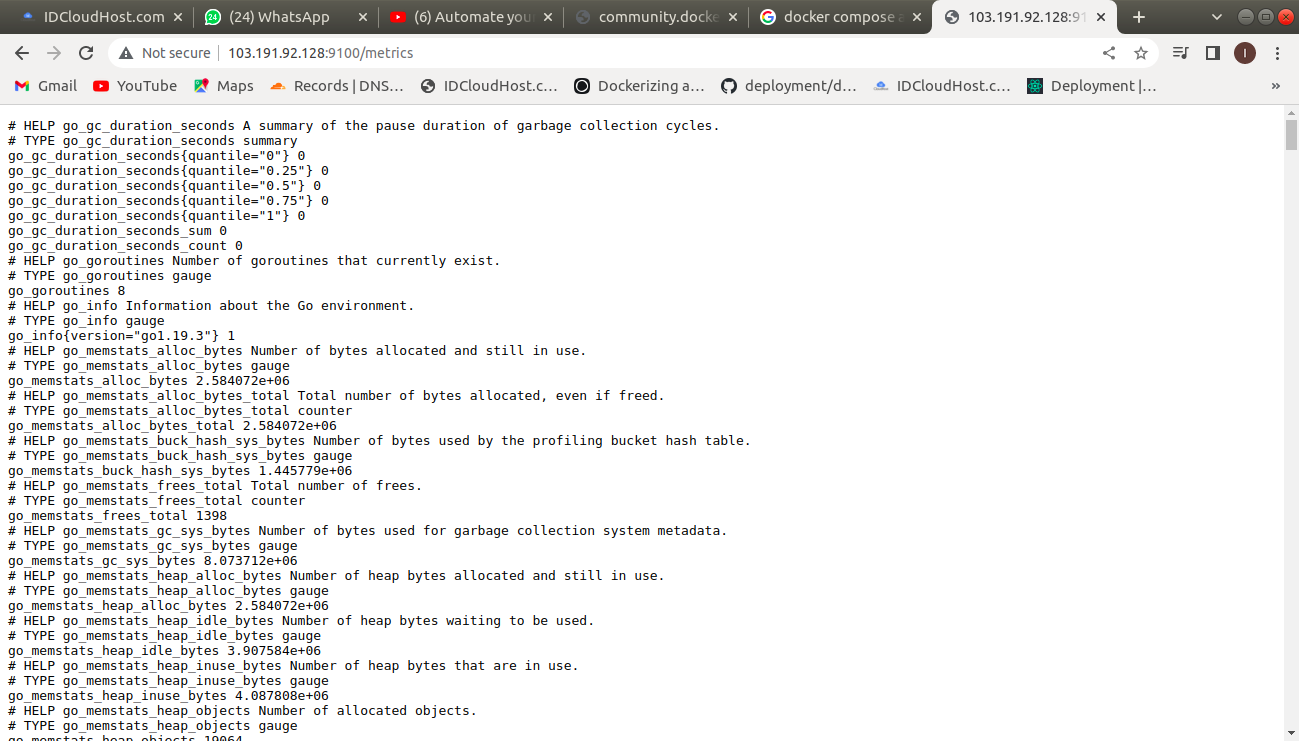 IDCloudHost.com
(24) WhatsApp
(6) Automate your
community.docke
docker compose a
103.191.92.128:91
Not secure
103.191.92.128:9100/metrics
I
Gmail
YouTube
Maps
Records | DNS...
IDCloudHost.c...
Dockerizing a...
deployment/d...
IDCloudHost.c...
Deployment |...
»
# HELP go_gc_duration_seconds A summary of the pause duration of garbage collection cycles.
# TYPE go_gc_duration_seconds summary
go_gc_duration_seconds{quantile="0"} 0
go_gc_duration_seconds{quantile="0.25"} 0
go_gc_duration_seconds{quantile="0.5"} 0
go_gc_duration_seconds{quantile="0.75"} 0
go_gc_duration_seconds{quantile="1"} 0
go_gc_duration_seconds_sum 0
go_gc_duration_seconds_count 0
# HELP go_goroutines Number of goroutines that currently exist.
# TYPE go_goroutines gauge
go_goroutines 8
# HELP go_info Information about the Go environment.
# TYPE go_info gauge
go_info{version="go1.19.3"} 1
# HELP go_memstats_alloc_bytes Number of bytes allocated and still in use.
# TYPE go_memstats_alloc_bytes gauge
go_memstats_alloc_bytes 2.584072e+06
# HELP go_memstats_alloc_bytes_total Total number of bytes allocated, even if freed.
# TYPE go_memstats_alloc_bytes_total counter
go_memstats_alloc_bytes_total 2.584072e+06
# HELP go_memstats_buck_hash_sys_bytes Number of bytes used by the profiling bucket hash table.
# TYPE go_memstats_buck_hash_sys_bytes gauge
go_memstats_buck_hash_sys_bytes 1.445779e+06
# HELP go_memstats_frees_total Total number of frees.
# TYPE go_memstats_frees_total counter
go_memstats_frees_total 1398
# HELP go_memstats_gc_sys_bytes Number of bytes used for garbage collection system metadata.
# TYPE go_memstats_gc_sys_bytes gauge
go_memstats_gc_sys_bytes 8.073712e+06
# HELP go_memstats_heap_alloc_bytes Number of heap bytes allocated and still in use.
# TYPE go_memstats_heap_alloc_bytes gauge
go_memstats_heap_alloc_bytes 2.584072e+06
# HELP go_memstats_heap_idle_bytes Number of heap bytes waiting to be used.
# TYPE go_memstats_heap_idle_bytes gauge
go_memstats_heap_idle_bytes 3.907584e+06
# HELP go_memstats_heap_inuse_bytes Number of heap bytes that are in use.
# TYPE go_memstats_heap_inuse_bytes gauge
go_memstats_heap_inuse_bytes 4.087808e+06
# HELP go_memstats_heap_objects Number of allocated objects.
# TYPE go_memstats_heap_objects gauge
go_memstats_heap_objects 19064